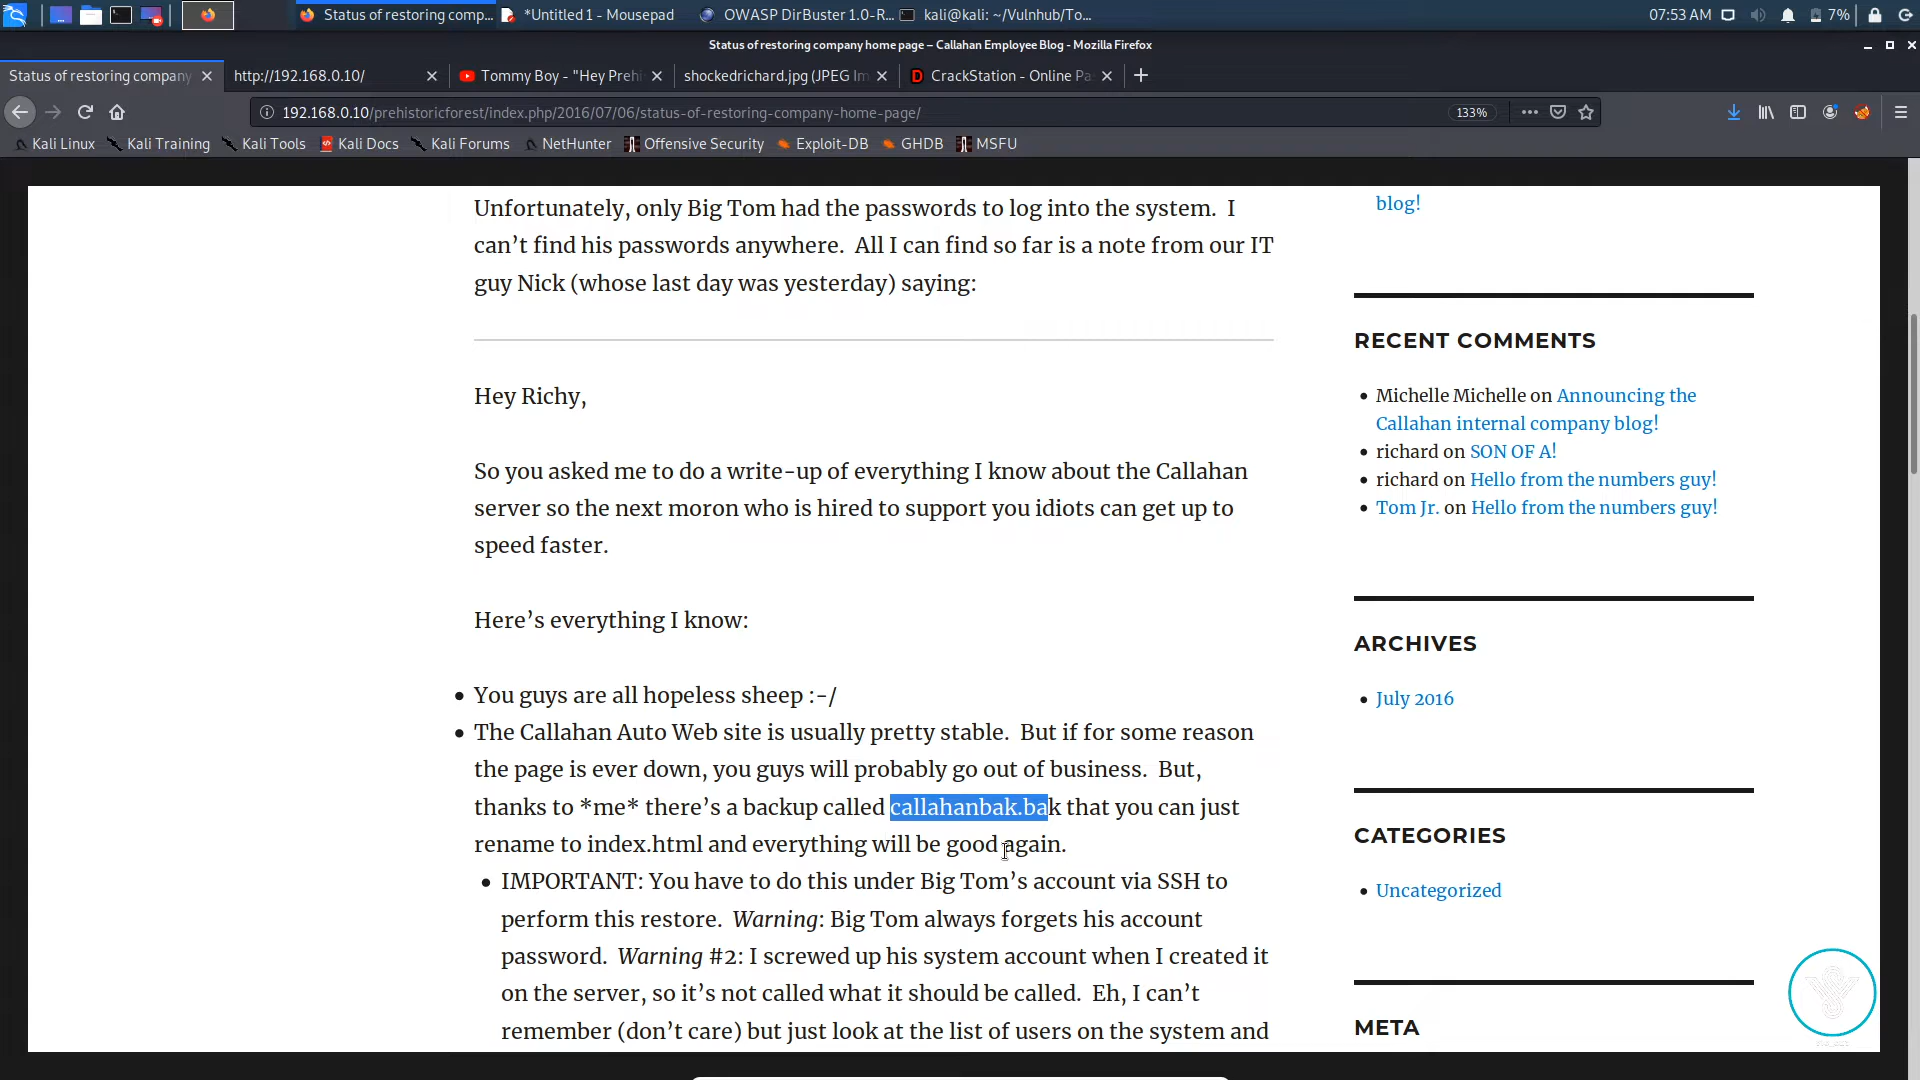 Status of restoring comp...
*Untitled 1 - Mousepad
OWASP DirBuster 1.0-R...
kali@kali: ~/Vulnhub/To...
07:53 AM
7%
Status of restoring company home page – Callahan Employee Blog - Mozilla Firefox
Status of restoring company
http://192.168.0.10/
Tommy Boy - "Hey Prehi
shockedrichard.jpg (JPEG Im
CrackStation - Online Pa
192.168.0.10/prehistoricforest/index.php/2016/07/06/status-of-restoring-company-home-page/
133%
Kali Linux
Kali Training
Kali Tools
Kali Docs
Kali Forums
NetHunter
Offensive Security
Exploit-DB
GHDB
MSFU
Unfortunately, only Big Tom had the passwords to log into the system. I
can't find his passwords anywhere. All I can find so far is a note from our IT
guy Nick (whose last day was yesterday) saying:
Hey Richy,
So you asked me to do a write-up of everything I know about the Callahan
server so the next moron who is hired to support you idiots can get up to
speed faster.
Here's everything I know:
• You guys are all hopeless sheep :-/
• The Callahan Auto Web site is usually pretty stable. But if for some reason
the page is ever down, you guys will probably go out of business. But,
thanks to *me* there's a backup called callahanbak.bak that you can just
rename to index.html and everything will be good again.
• IMPORTANT: You have to do this under Big Tom's account via SSH to
perform this restore. Warning: Big Tom always forgets his account
password. Warning #2: I screwed up his system account when I created it
on the server, so it's not called what it should be called. Eh, I can't
remember (don't care) but just look at the list of users on the system and
blog!
RECENT COMMENTS
• Michelle Michelle on Announcing the
Callahan internal company blog!
• richard on SON OF A!
• richard on Hello from the numbers guy!
• Tom Jr. on Hello from the numbers guy!
ARCHIVES
• July 2016
CATEGORIES
• Uncategorized
META